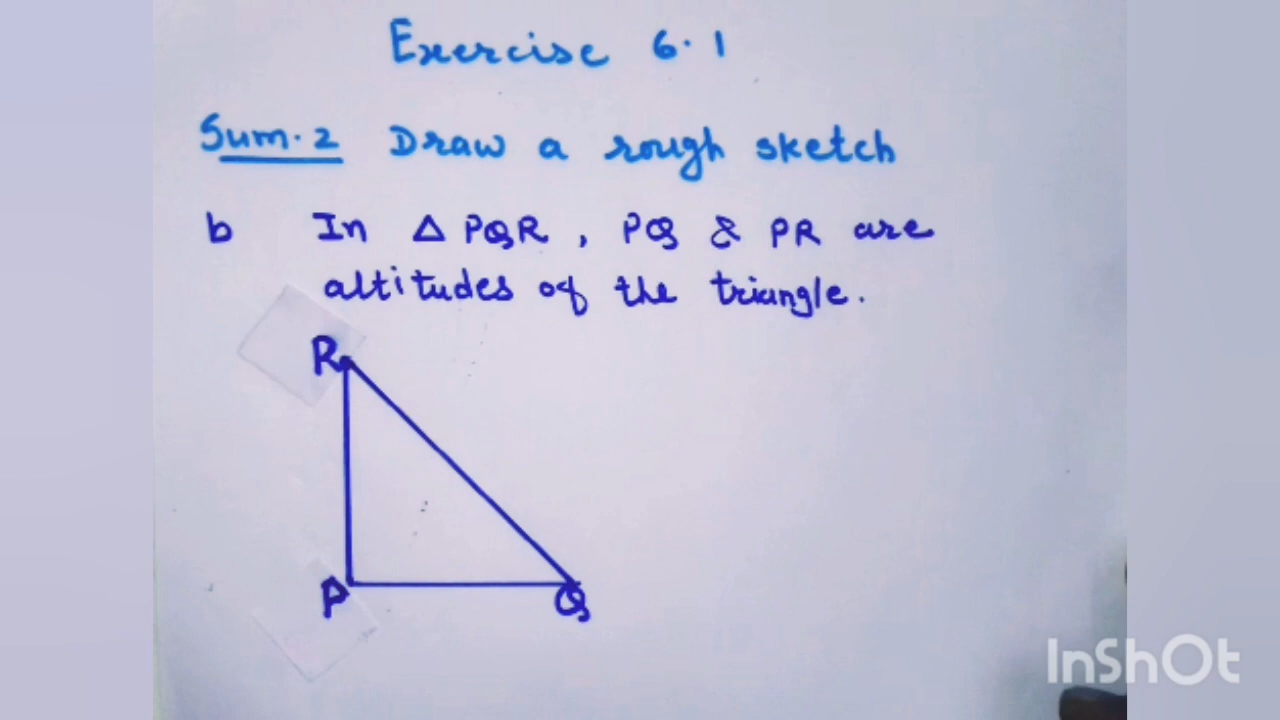 Exercise 6.1
Sum.2 Draw a rough sketch
b In △ PQR, PQ & PR are
altitudes of the triangle.
R
P Q
InShOt